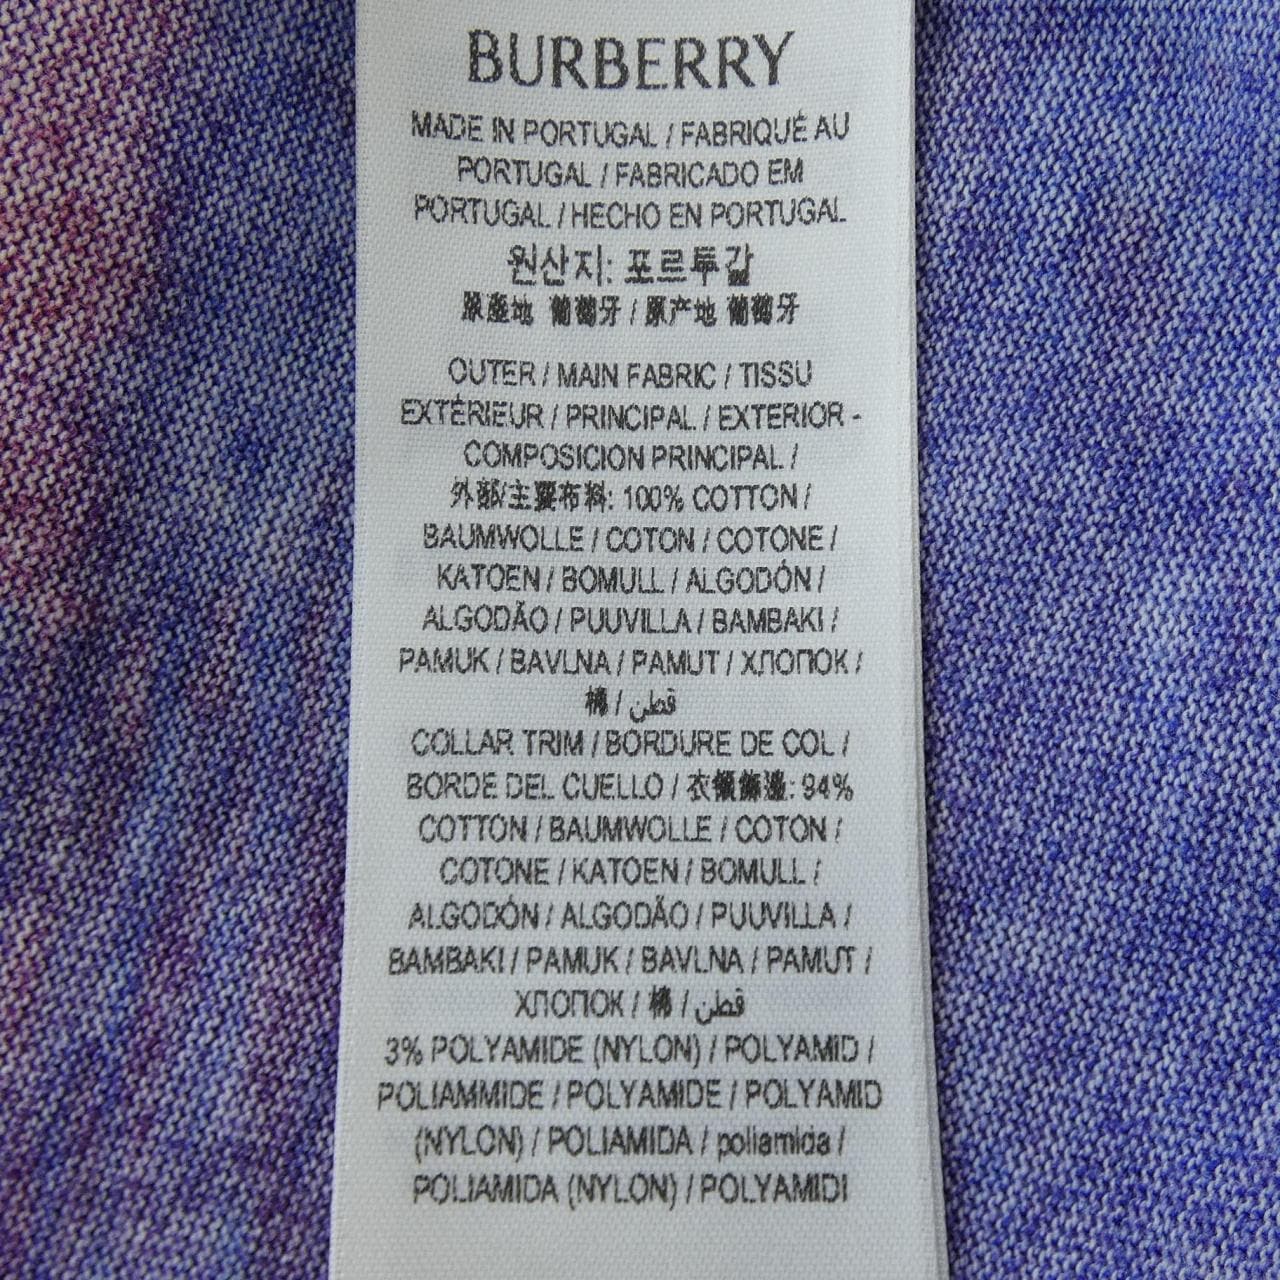 BURBERRY
MADE IN PORTUGAL / FABRIQUÉ AU
PORTUGAL / FABRICADO EM
PORTUGAL / HECHO EN PORTUGAL
원산지: 포르투갈
原産地 葡萄牙 / 原产地 葡萄牙
OUTER / MAIN FABRIC / TISSU
EXTÉRIEUR / PRINCIPAL / EXTERIOR -
COMPOSICION PRINCIPAL /
外部/主要布料: 100% COTTON /
BAUMWOLLE / COTON / COTONE /
KATOEN / BOMULL / ALGODÓN /
ALGODÃO / PUUVILLA / BAMBAKI /
PAMUK / BAVLNA / PAMUT / ХЛОПОК /
棉 / قطن
COLLAR TRIM / BORDURE DE COL /
BORDE DEL CUELLO / 衣領飾邊: 94%
COTTON / BAUMWOLLE / COTON /
COTONE / KATOEN / BOMULL /
ALGODÓN / ALGODÃO / PUUVILLA /
BAMBAKI / PAMUK / BAVLNA / PAMUT /
ХЛОПОК / 棉 / قطن
3% POLYAMIDE (NYLON) / POLYAMID /
POLIAMMIDE / POLYAMIDE / POLYAMID
(NYLON) / POLIAMIDA / poliamida /
POLIAMIDA (NYLON) / POLYAMIDI